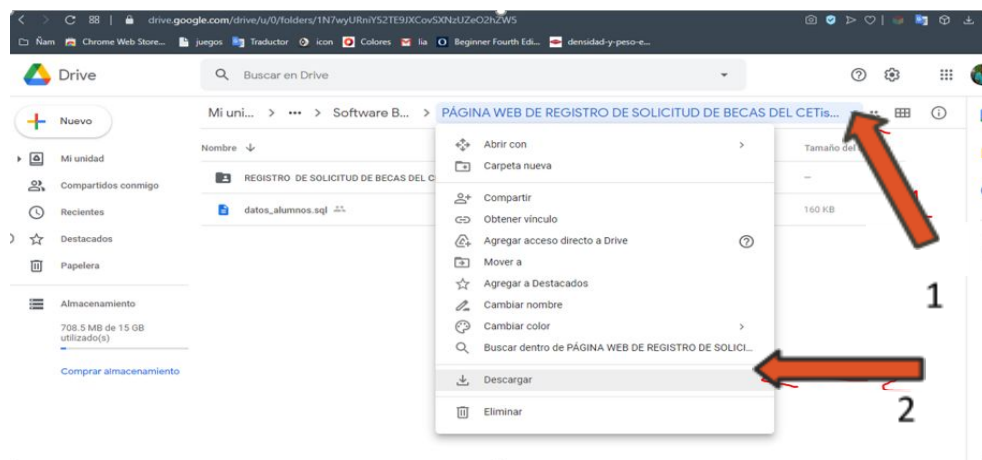 drive.google.com/drive/u/0/folders/1N7wyURniY52TE9JXCovSXNzUZeO2hZW5
Ñam Chrome Web Store... juegos Traductor icon Colores lia Beginner Fourth Edi... densidad-y-peso-e...
Drive Buscar en Drive
Nuevo Mi uni... > ••• > Software B... > PÁGINA WEB DE REGISTRO DE SOLICITUD DE BECAS DEL CETis...
Nombre Tamaño del
Mi unidad
Compartidos conmigo
Recientes
Destacados
Papelera
Almacenamiento
708.5 MB de 15 GB
utilizado(s)
Comprar almacenamiento
REGISTRO DE SOLICITUD DE BECAS DEL C
–
datos_alumnos.sql 160 KB
Abrir con
Carpeta nueva
Compartir
Obtener vínculo
Agregar acceso directo a Drive
Mover a
Agregar a Destacados
Cambiar nombre
Cambiar color
Buscar dentro de PÁGINA WEB DE REGISTRO DE SOLICI...
Descargar
Eliminar
1
2